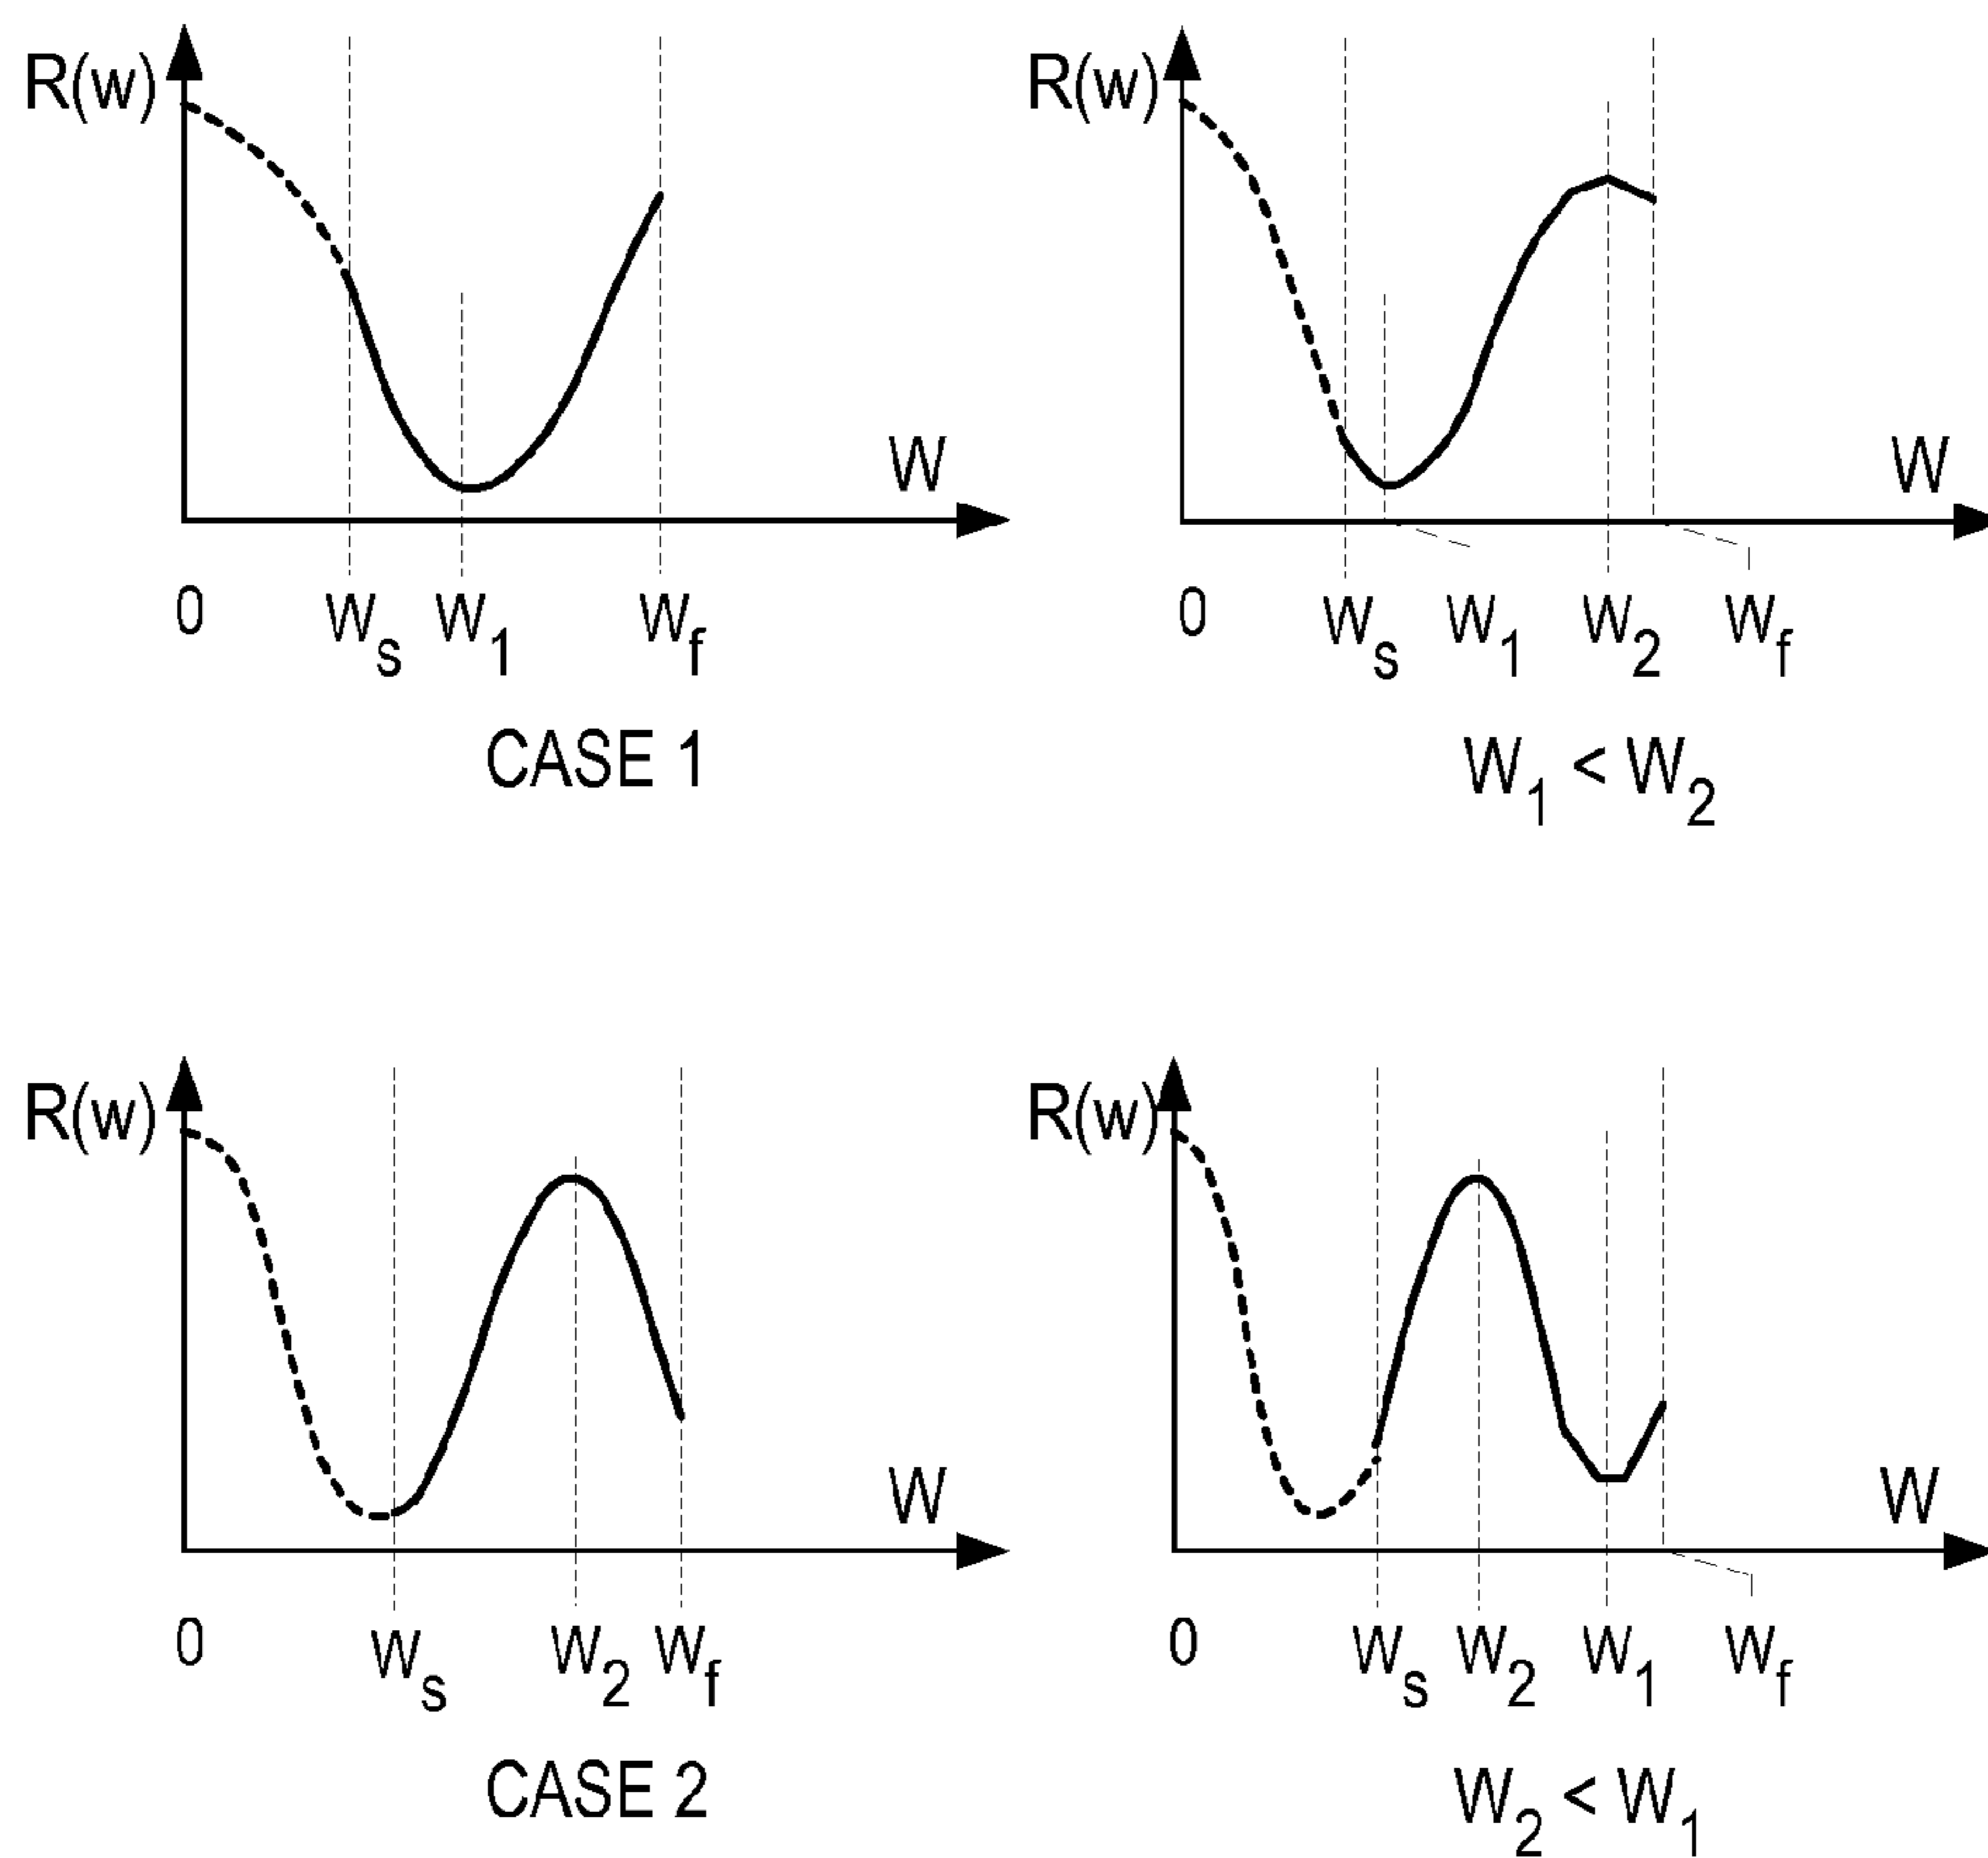 R(w) R(w)
W W
0 Ws W1 Wf 0 Ws W1 W2 Wf
CASE 1 W1 < W2
R(w) R(w)
W W
0 Ws W2 Wf 0 Ws W2 W1 Wf
CASE 2 W2 < W1